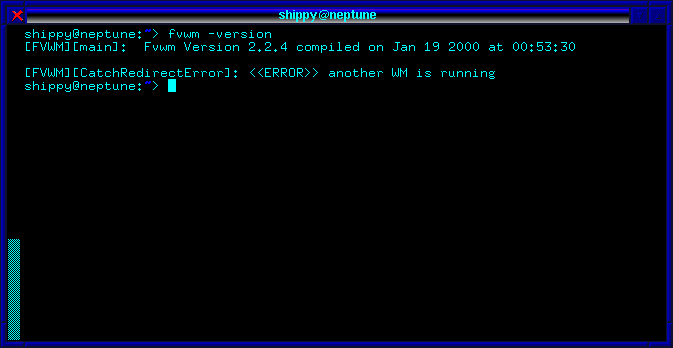 shippy@neptune
shippy@neptune:~> fvwm -version
[FVWM][main]:  Fvwm Version 2.2.4 compiled on Jan 19 2000 at 00:53:30

[FVWM][CatchRedirectError]: <<ERROR>> another WM is running
shippy@neptune:~>